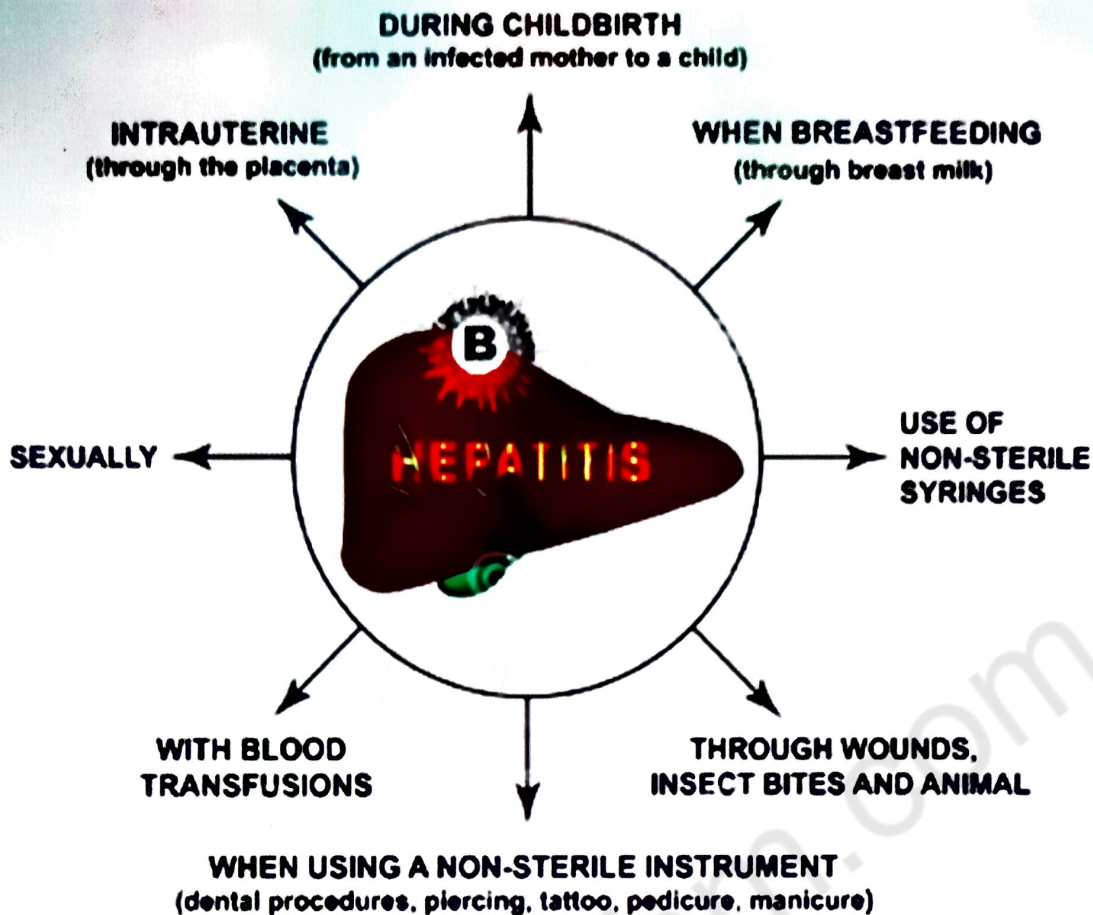 DURING CHILDBIRTH
(from an infected mother to a child)
INTRAUTERINE
(through the placenta)
WHEN BREASTFEEDING
(through breast milk)
B
HEPATITIS
SEXUALLY
USE OF
NON-STERILE
SYRINGES
WITH BLOOD
TRANSFUSIONS
THROUGH WOUNDS,
INSECT BITES AND ANIMAL
WHEN USING A NON-STERILE INSTRUMENT
(dental procedures, piercing, tattoo, pedicure, manicure)